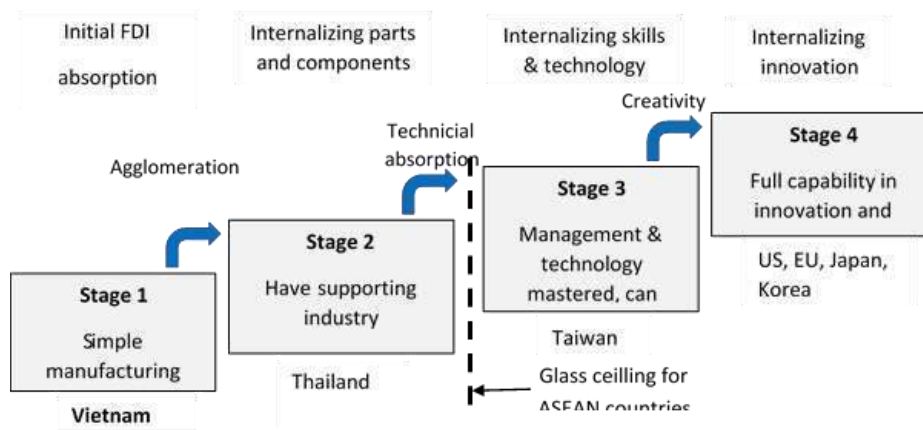 Initial FDI
absorption
Internalizing parts
and components
Internalizing skills
& technology
Internalizing
innovation
Agglomeration
Technicial
absorption
Creativity
Stage 1
Simple
manufacturing
Vietnam
Stage 2
Have supporting
industry
Thailand
Stage 3
Management &
technology
mastered, can
Taiwan
Stage 4
Full capability in
innovation and
US, EU, Japan,
Korea
Glass ceilling for
ASEAN countries